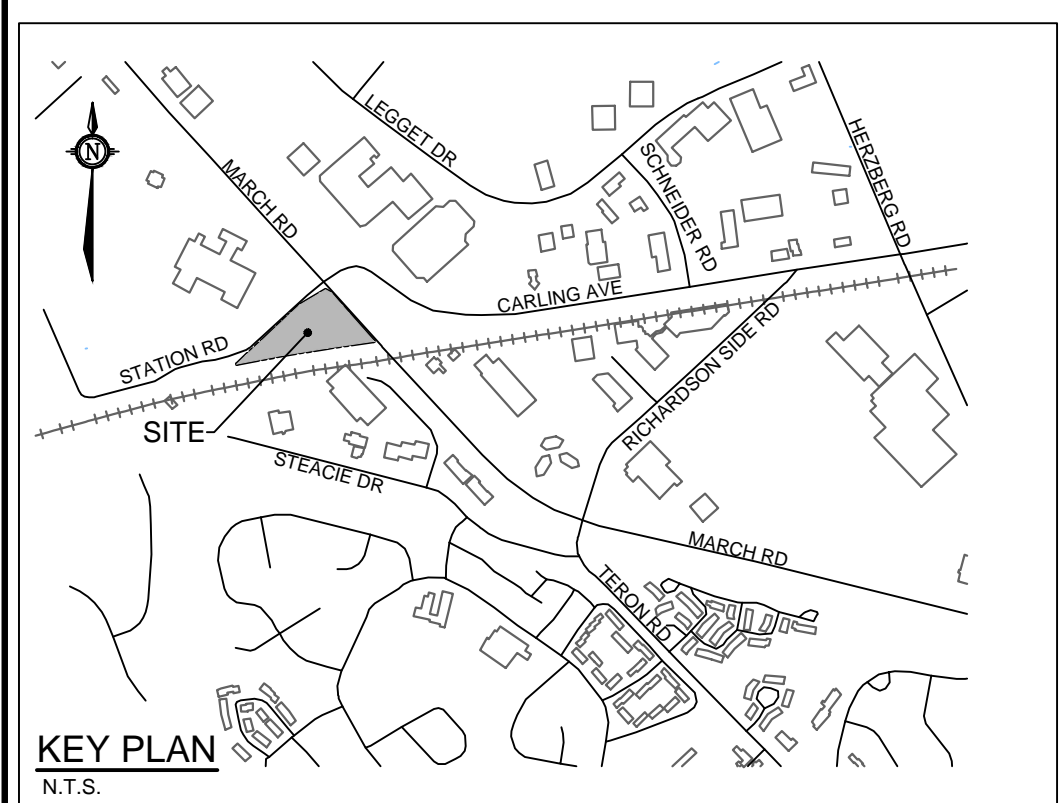 LEGGET DR
MARCH RD
SCHNEIDER RD
HERZBERG RD
N
CARLING AVE
STATION RD
RICHARDSON SIDE RD
SITE
STEACIE DR
MARCH RD
TERON RD
KEY PLAN
N.T.S.